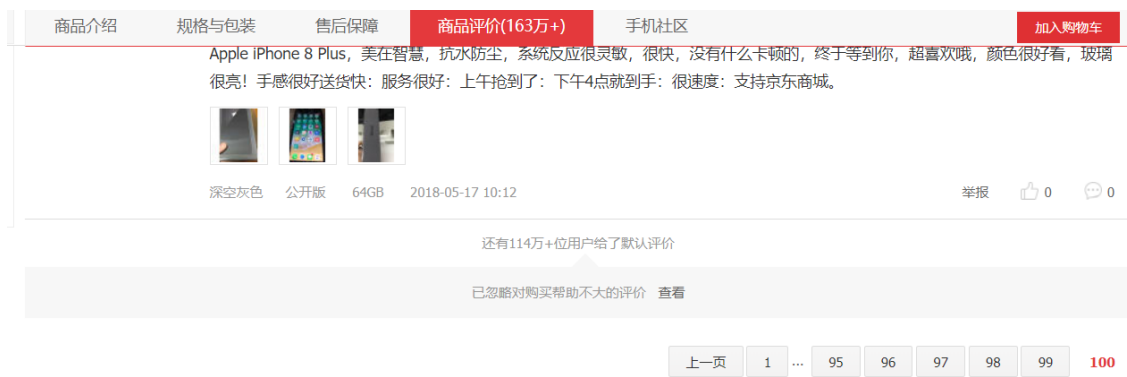 商品介绍 规格与包装 售后保障 商品评价(163万+) 手机社区 加入购物车
Apple iPhone 8 Plus，美在智慧，抗水防尘，系统反应很灵敏，很快，没有什么卡顿的，终于等到你，超喜欢哦，颜色很好看，玻璃
很亮！手感很好送货快：服务很好：上午抢到了：下午4点就到手：很速度：支持京东商城。
深空灰色 公开版 64GB 2018-05-17 10:12 举报 0 0
还有114万+位用户给了默认评价
已忽略对购买帮助不大的评价 查看
上一页 1 ... 95 96 97 98 99 100